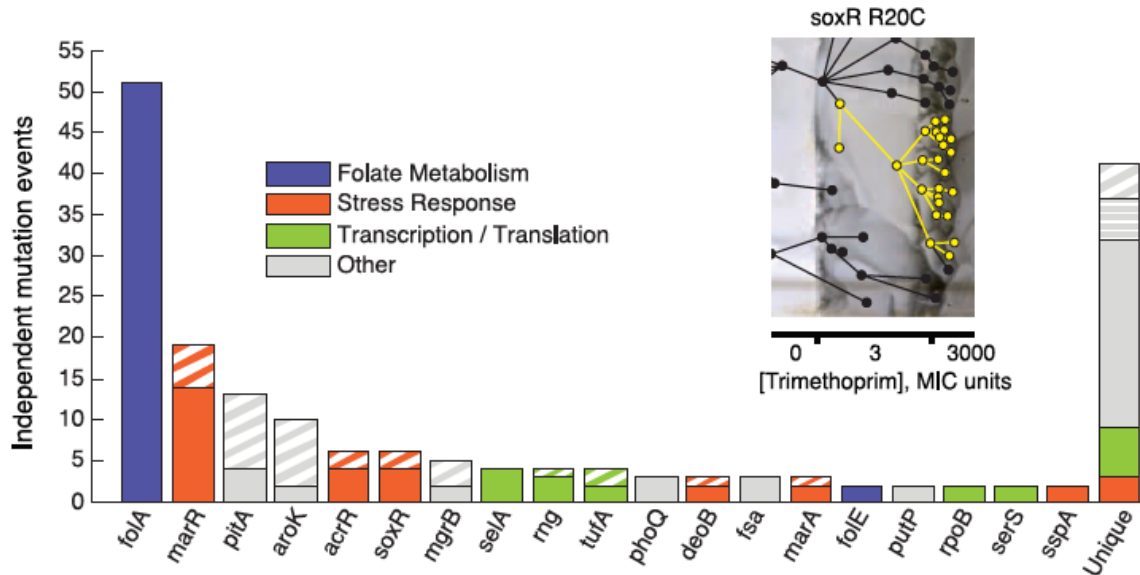 soxR R20C
Independent mutation events
55
50
45
40
35
30
25
20
15
10
5
0
Folate Metabolism
Stress Response
Transcription / Translation
Other
0 3 3000
[Trimethoprim], MIC units
folA marR pitA aroK acrR soxR mgrB selA rng tufA phoQ deoB fsa marA folE putP rpoB serS sspA Unique